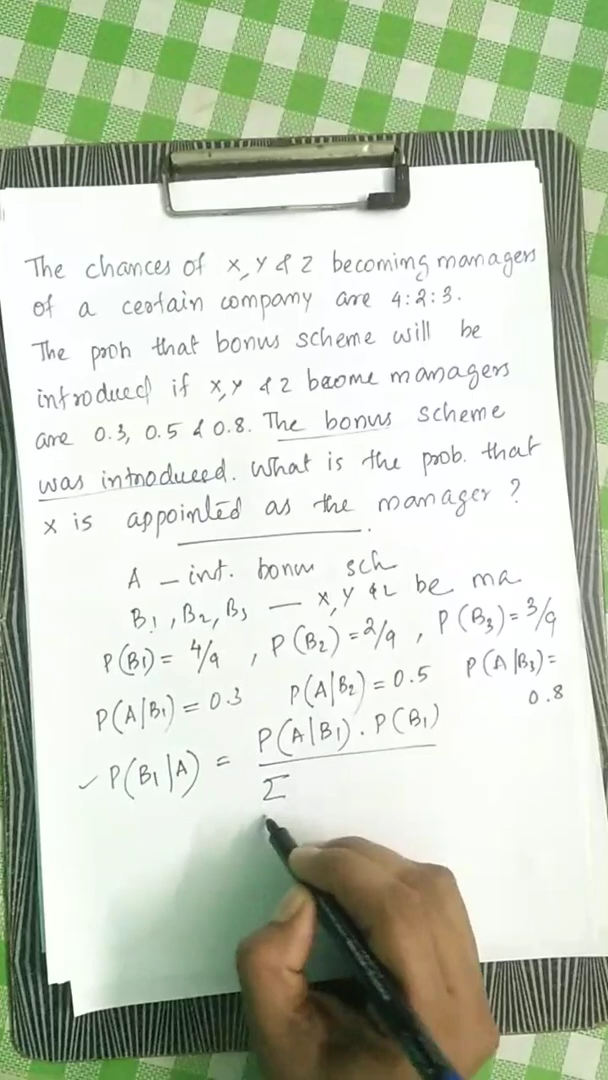 The chances of x, y & z becoming managers
of a certain company are 4:2:3.
The proh that bonus scheme will be
introduced if x, y & z become managers
are 0.3, 0.5 & 0.8. The bonus scheme
was introduced. What is the prob. that
x is appointed as the manager ?
A – int. bonus sch
B1, B2, B3 — x, y & z be ma
P(B1) = 4/9 , P(B2) = 2/9 , P(B3) = 3/9
P(A|B1) = 0.3 P(A|B2) = 0.5 P(A|B3) =
0.8
✓ P(B1|A) = P(A|B1) . P(B1)
Σ